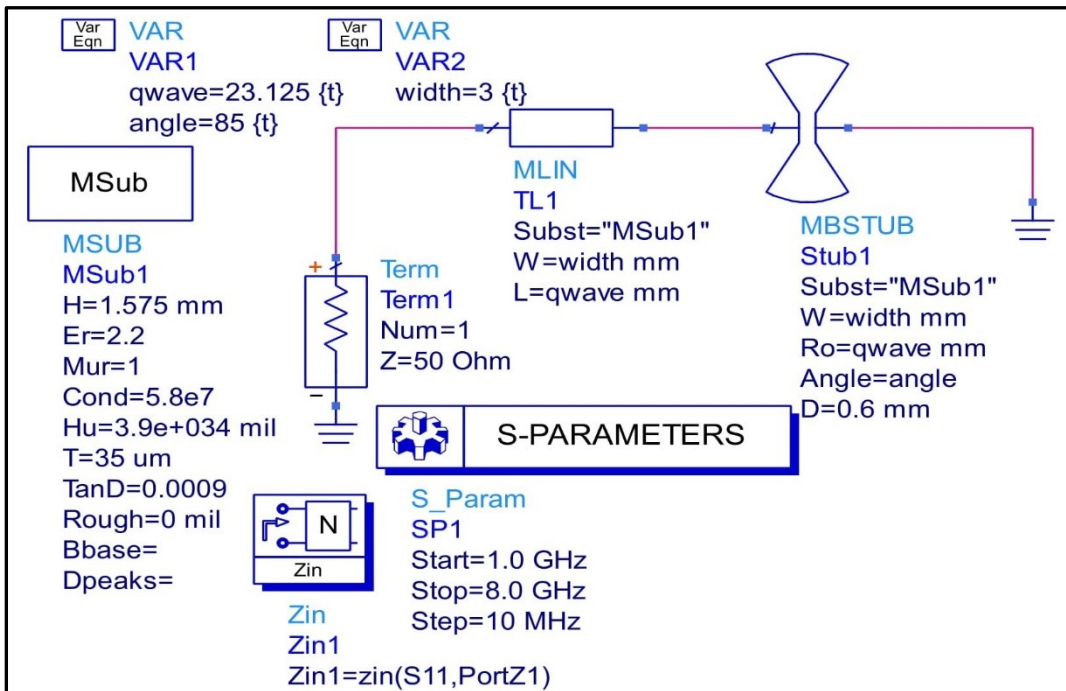 Var
Eqn
VAR
VAR1
qwave=23.125 {t}
angle=85 {t}
Var
Eqn
VAR
VAR2
width=3 {t}
MSub
MSUB
MSub1
H=1.575 mm
Er=2.2
Mur=1
Cond=5.8e7
Hu=3.9e+034 mil
T=35 um
TanD=0.0009
Rough=0 mil
Bbase=
Dpeaks=
+
Term
Term1
Num=1
Z=50 Ohm
−
MLIN
TL1
Subst="MSub1"
W=width mm
L=qwave mm
MBSTUB
Stub1
Subst="MSub1"
W=width mm
Ro=qwave mm
Angle=angle
D=0.6 mm
S-PARAMETERS
S_Param
SP1
Start=1.0 GHz
Stop=8.0 GHz
Step=10 MHz
N
Zin
Zin
Zin1
Zin1=zin(S11,PortZ1)